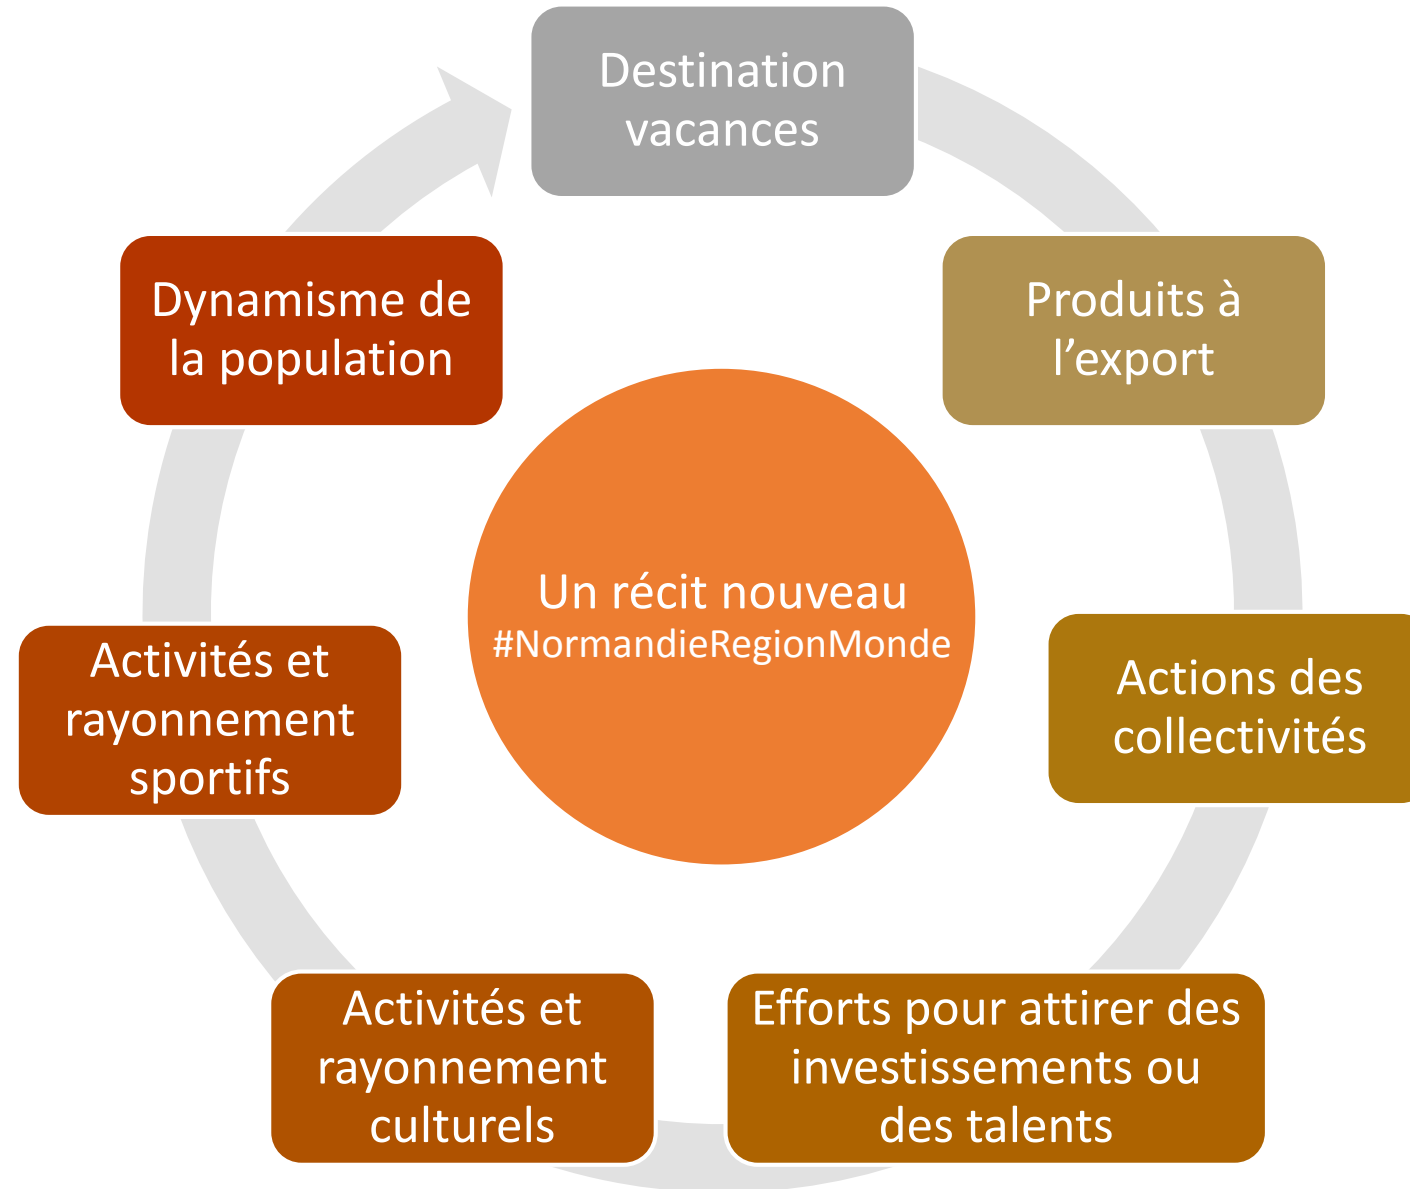 Destination
vacances
Produits à
l’export
Actions des
collectivités
Efforts pour attirer des
investissements ou
des talents
Activités et
rayonnement
culturels
Activités et
rayonnement
sportifs
Dynamisme de
la population
Un récit nouveau
#NormandieRegionMonde